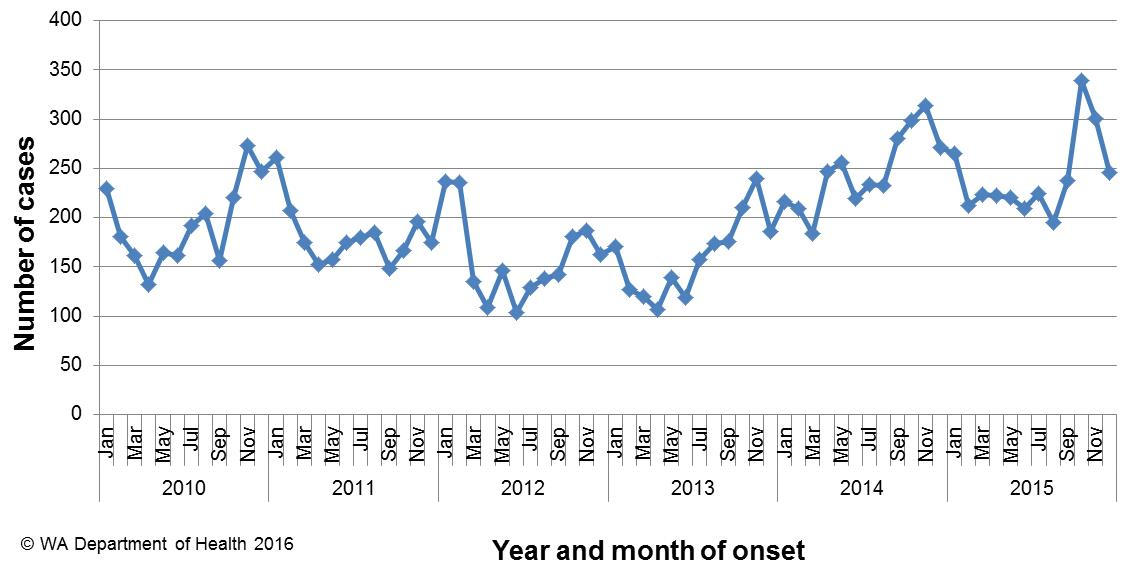 400
350
300
250
200
150
100
50
0
Number of cases
Jan Mar May Jul Sep Nov Jan Mar May Jul Sep Nov Jan Mar May Jul Sep Nov Jan Mar May Jul Sep Nov Jan Mar May Jul Sep Nov Jan Mar May Jul Sep Nov
2010 2011 2012 2013 2014 2015
© WA Department of Health 2016
Year and month of onset